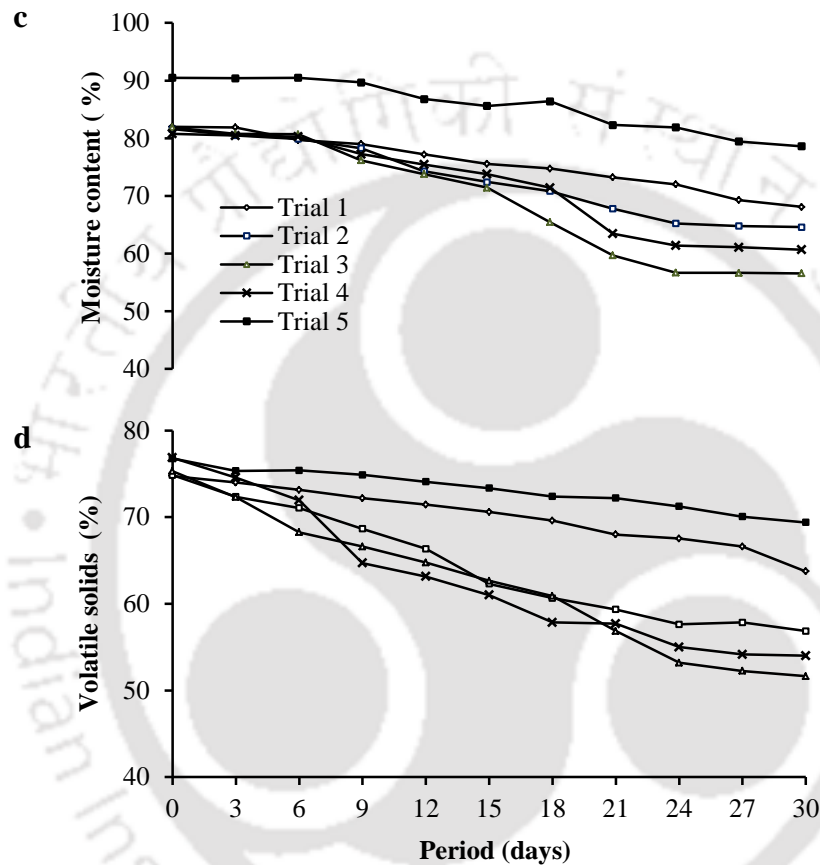 c
100
90
80
70
60
50
40
Moisture content ( %)
Trial 1
Trial 2
Trial 3
Trial 4
Trial 5
d
80
70
60
50
40
Volatile solids (%)
0 3 6 9 12 15 18 21 24 27 30
Period (days)
Indian Ins